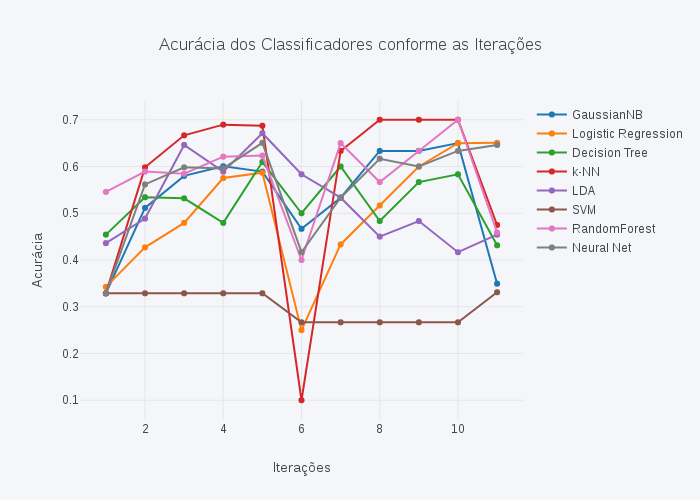 Acurácia dos Classificadores conforme as Iterações
GaussianNB
Logistic Regression
Decision Tree
k-NN
LDA
SVM
RandomForest
Neural Net
Acurácia
0.7
0.6
0.5
0.4
0.3
0.2
0.1
2 4 6 8 10
Iterações